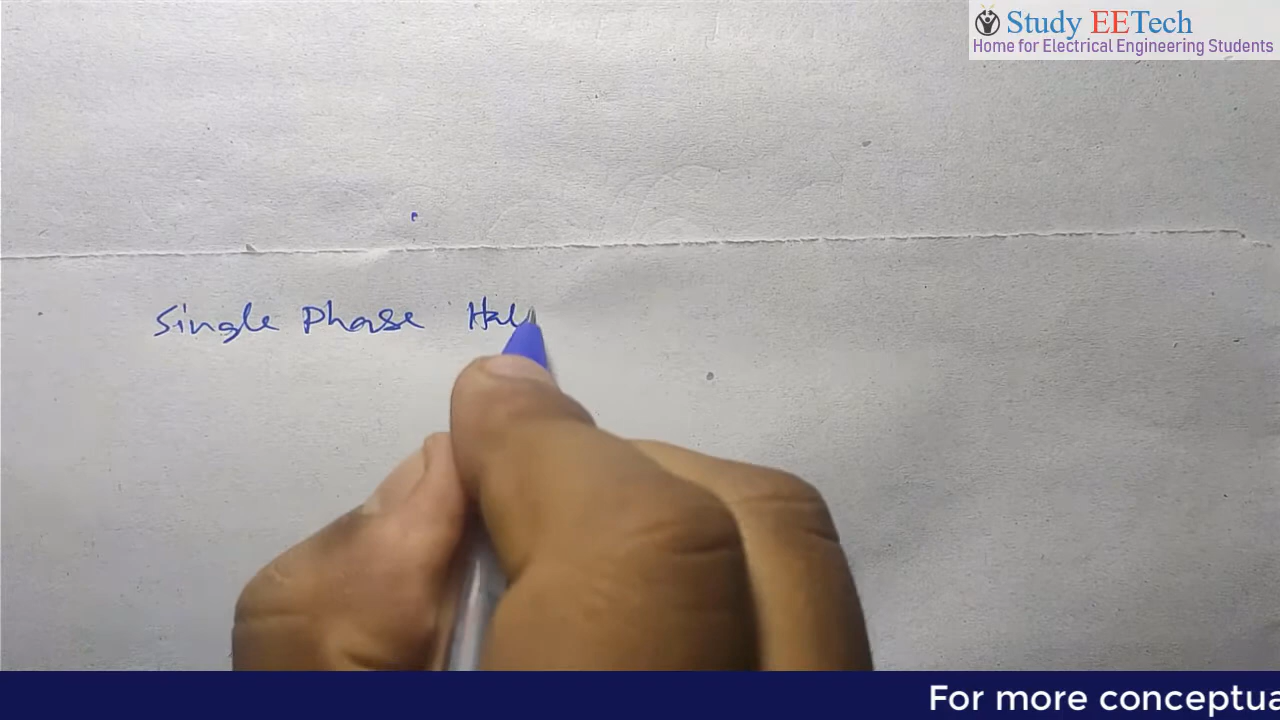 Study EETech
Home for Electrical Engineering Students
Single Phase Hal
For more conceptua